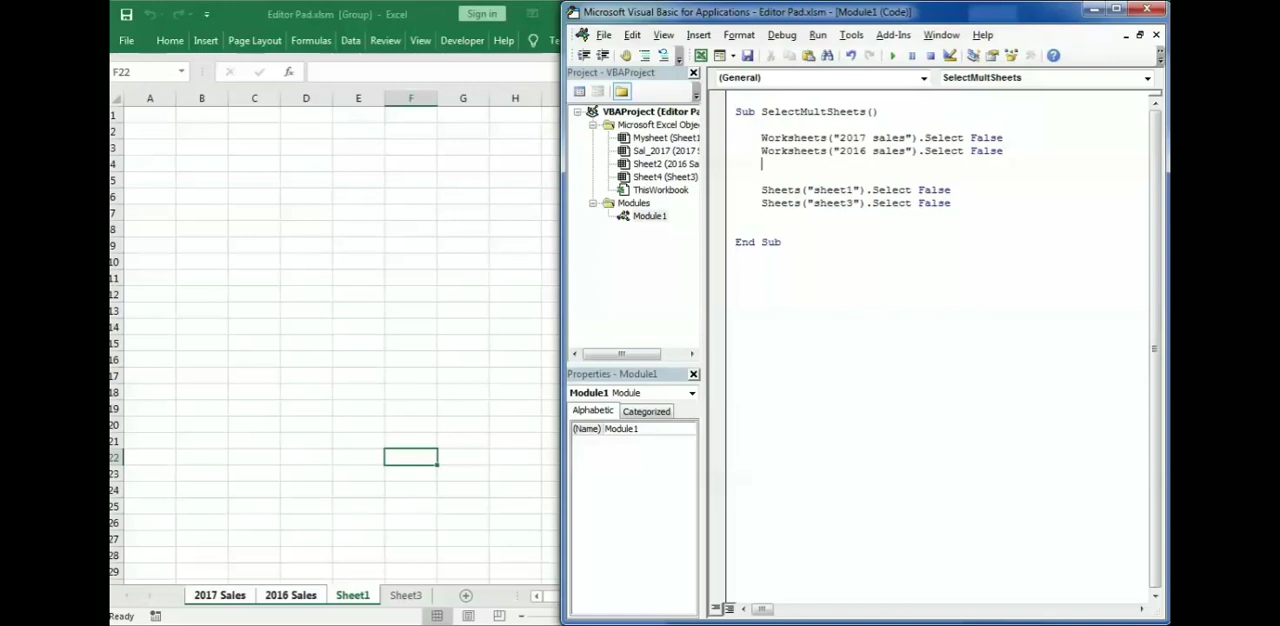 Editor Pad.xlsm [Group] - Excel
Sign in
File Home Insert Page Layout Formulas Data Review View Developer Help Te
F22
fx
A B C D E F G H
1
2
3
4
5
6
7
8
9
10
11
12
13
14
15
16
17
18
19
20
21
22
23
24
25
26
27
28
29
2017 Sales 2016 Sales Sheet1 Sheet3
Ready
Microsoft Visual Basic for Applications - Editor Pad.xlsm - [Module1 (Code)]
File Edit View Insert Format Debug Run Tools Add-Ins Window Help
Project - VBAProject
VBAProject (Editor Pa
Microsoft Excel Obje
Mysheet (Sheet1
Sal_2017 (2017 S
Sheet2 (2016 Sa
Sheet4 (Sheet3)
ThisWorkbook
Modules
Module1
Properties - Module1
Module1 Module
Alphabetic Categorized
(Name) Module1
(General) SelectMultSheets
Sub SelectMultSheets()
Worksheets("2017 sales").Select False
Worksheets("2016 sales").Select False
Sheets("sheet1").Select False
Sheets("sheet3").Select False
End Sub